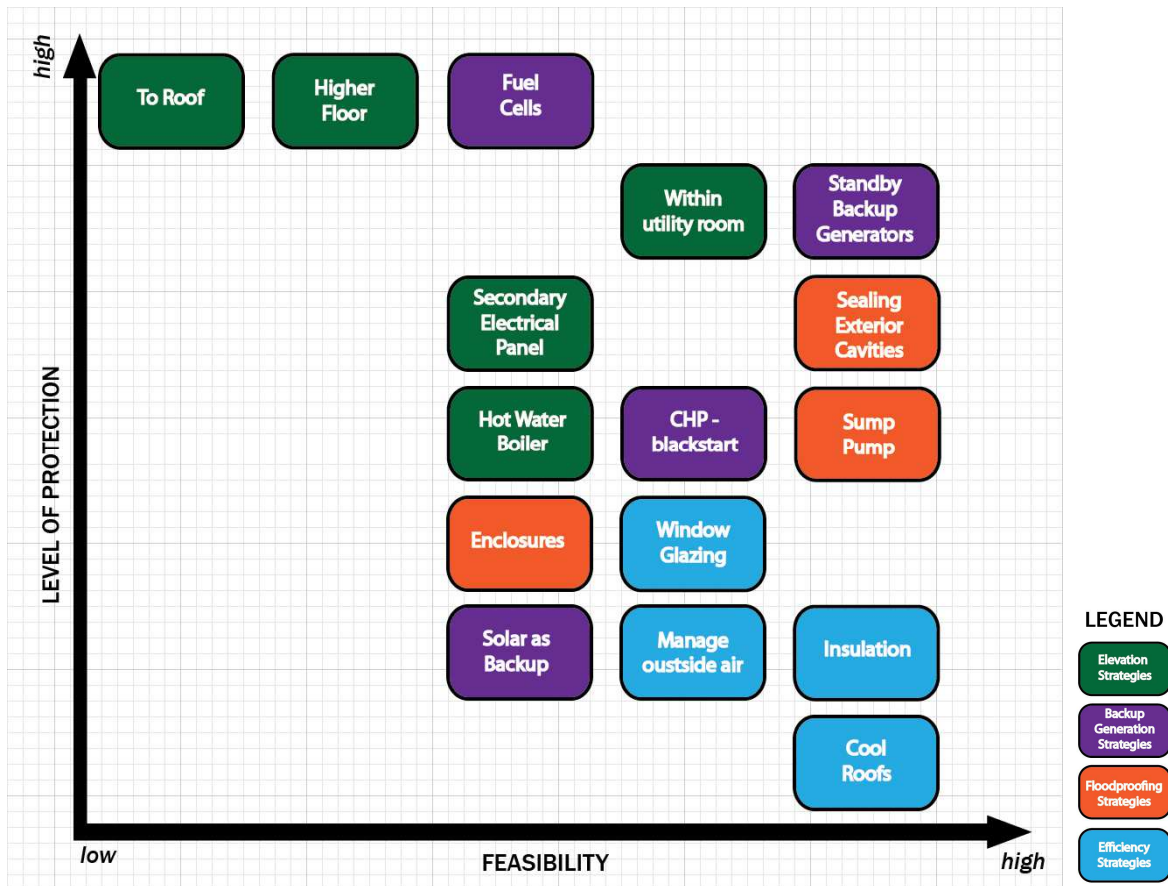 high
To Roof
Higher
Floor
Fuel
Cells
Within
utility room
Standby
Backup
Generators
Secondary
Electrical
Panel
Sealing
Exterior
Cavities
Hot Water
Boiler
CHP -
blackstart
Sump
Pump
Enclosures
Window
Glazing
Solar as
Backup
Manage
oustside air
Insulation
Cool
Roofs
LEVEL OF PROTECTION
low
FEASIBILITY
high
LEGEND
Elevation
Strategies
Backup
Generation
Strategies
Floodproofing
Strategies
Efficiency
Strategies